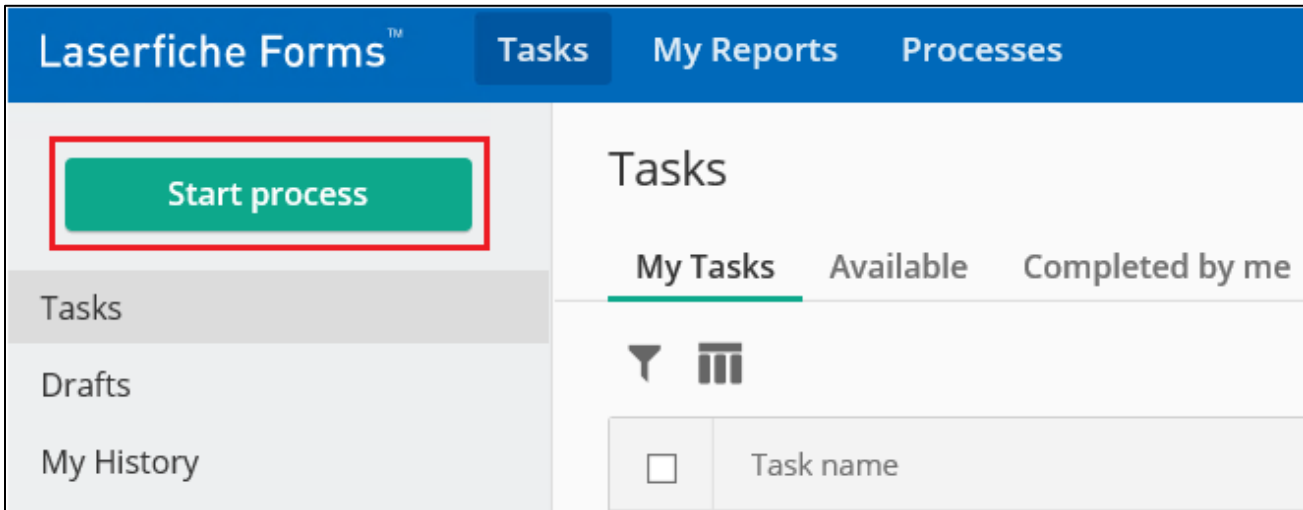 Laserfiche Forms™ Tasks My Reports Processes
Start process
Tasks
Drafts
My History
Tasks
My Tasks Available Completed by me
Task name